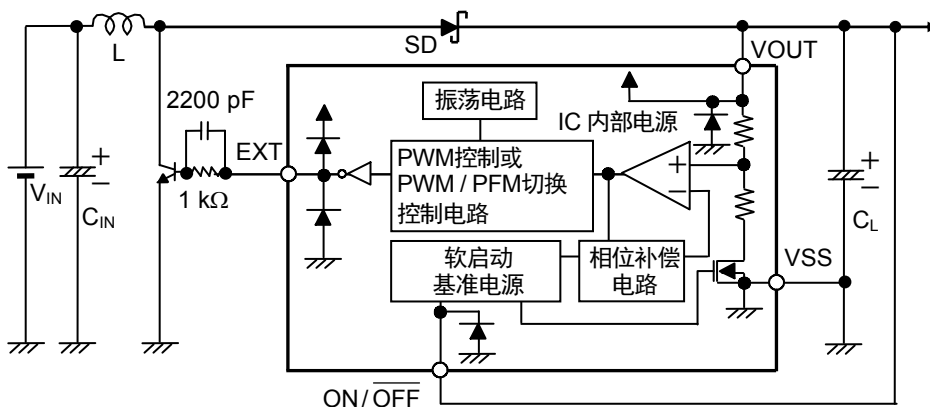 L
SD
VOUT
2200 pF
振荡电路
IC 内部电源
EXT
PWM控制或
PWM / PFM切换
控制电路
+
−
+
−
VIN
CIN
1 kΩ
+
−
CL
软启动
基准电源
相位补偿
电路
VSS
ON / OFF